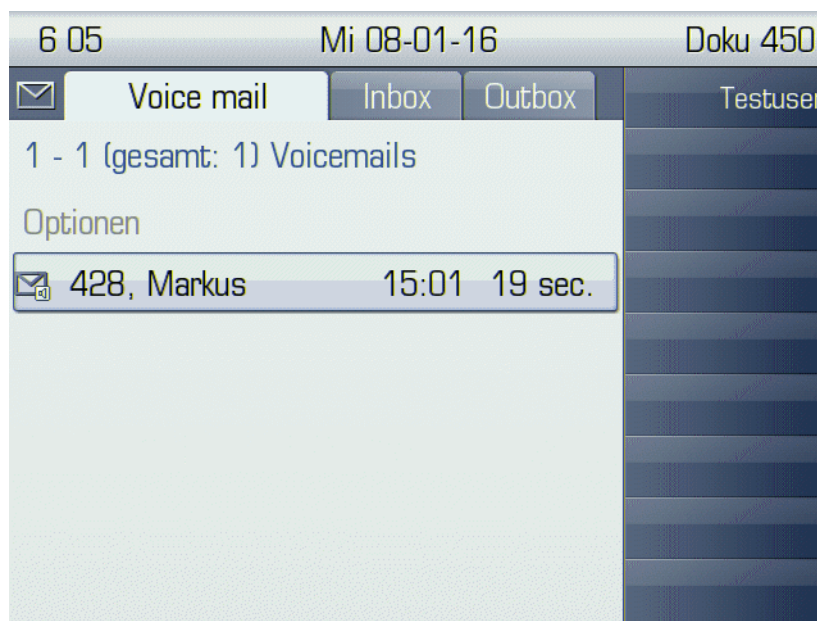 6 05 Mi 08-01-16 Doku 450
Voice mail Inbox Outbox Testuser
1 - 1 (gesamt: 1) Voicemails
Optionen
428, Markus 15:01 19 sec.